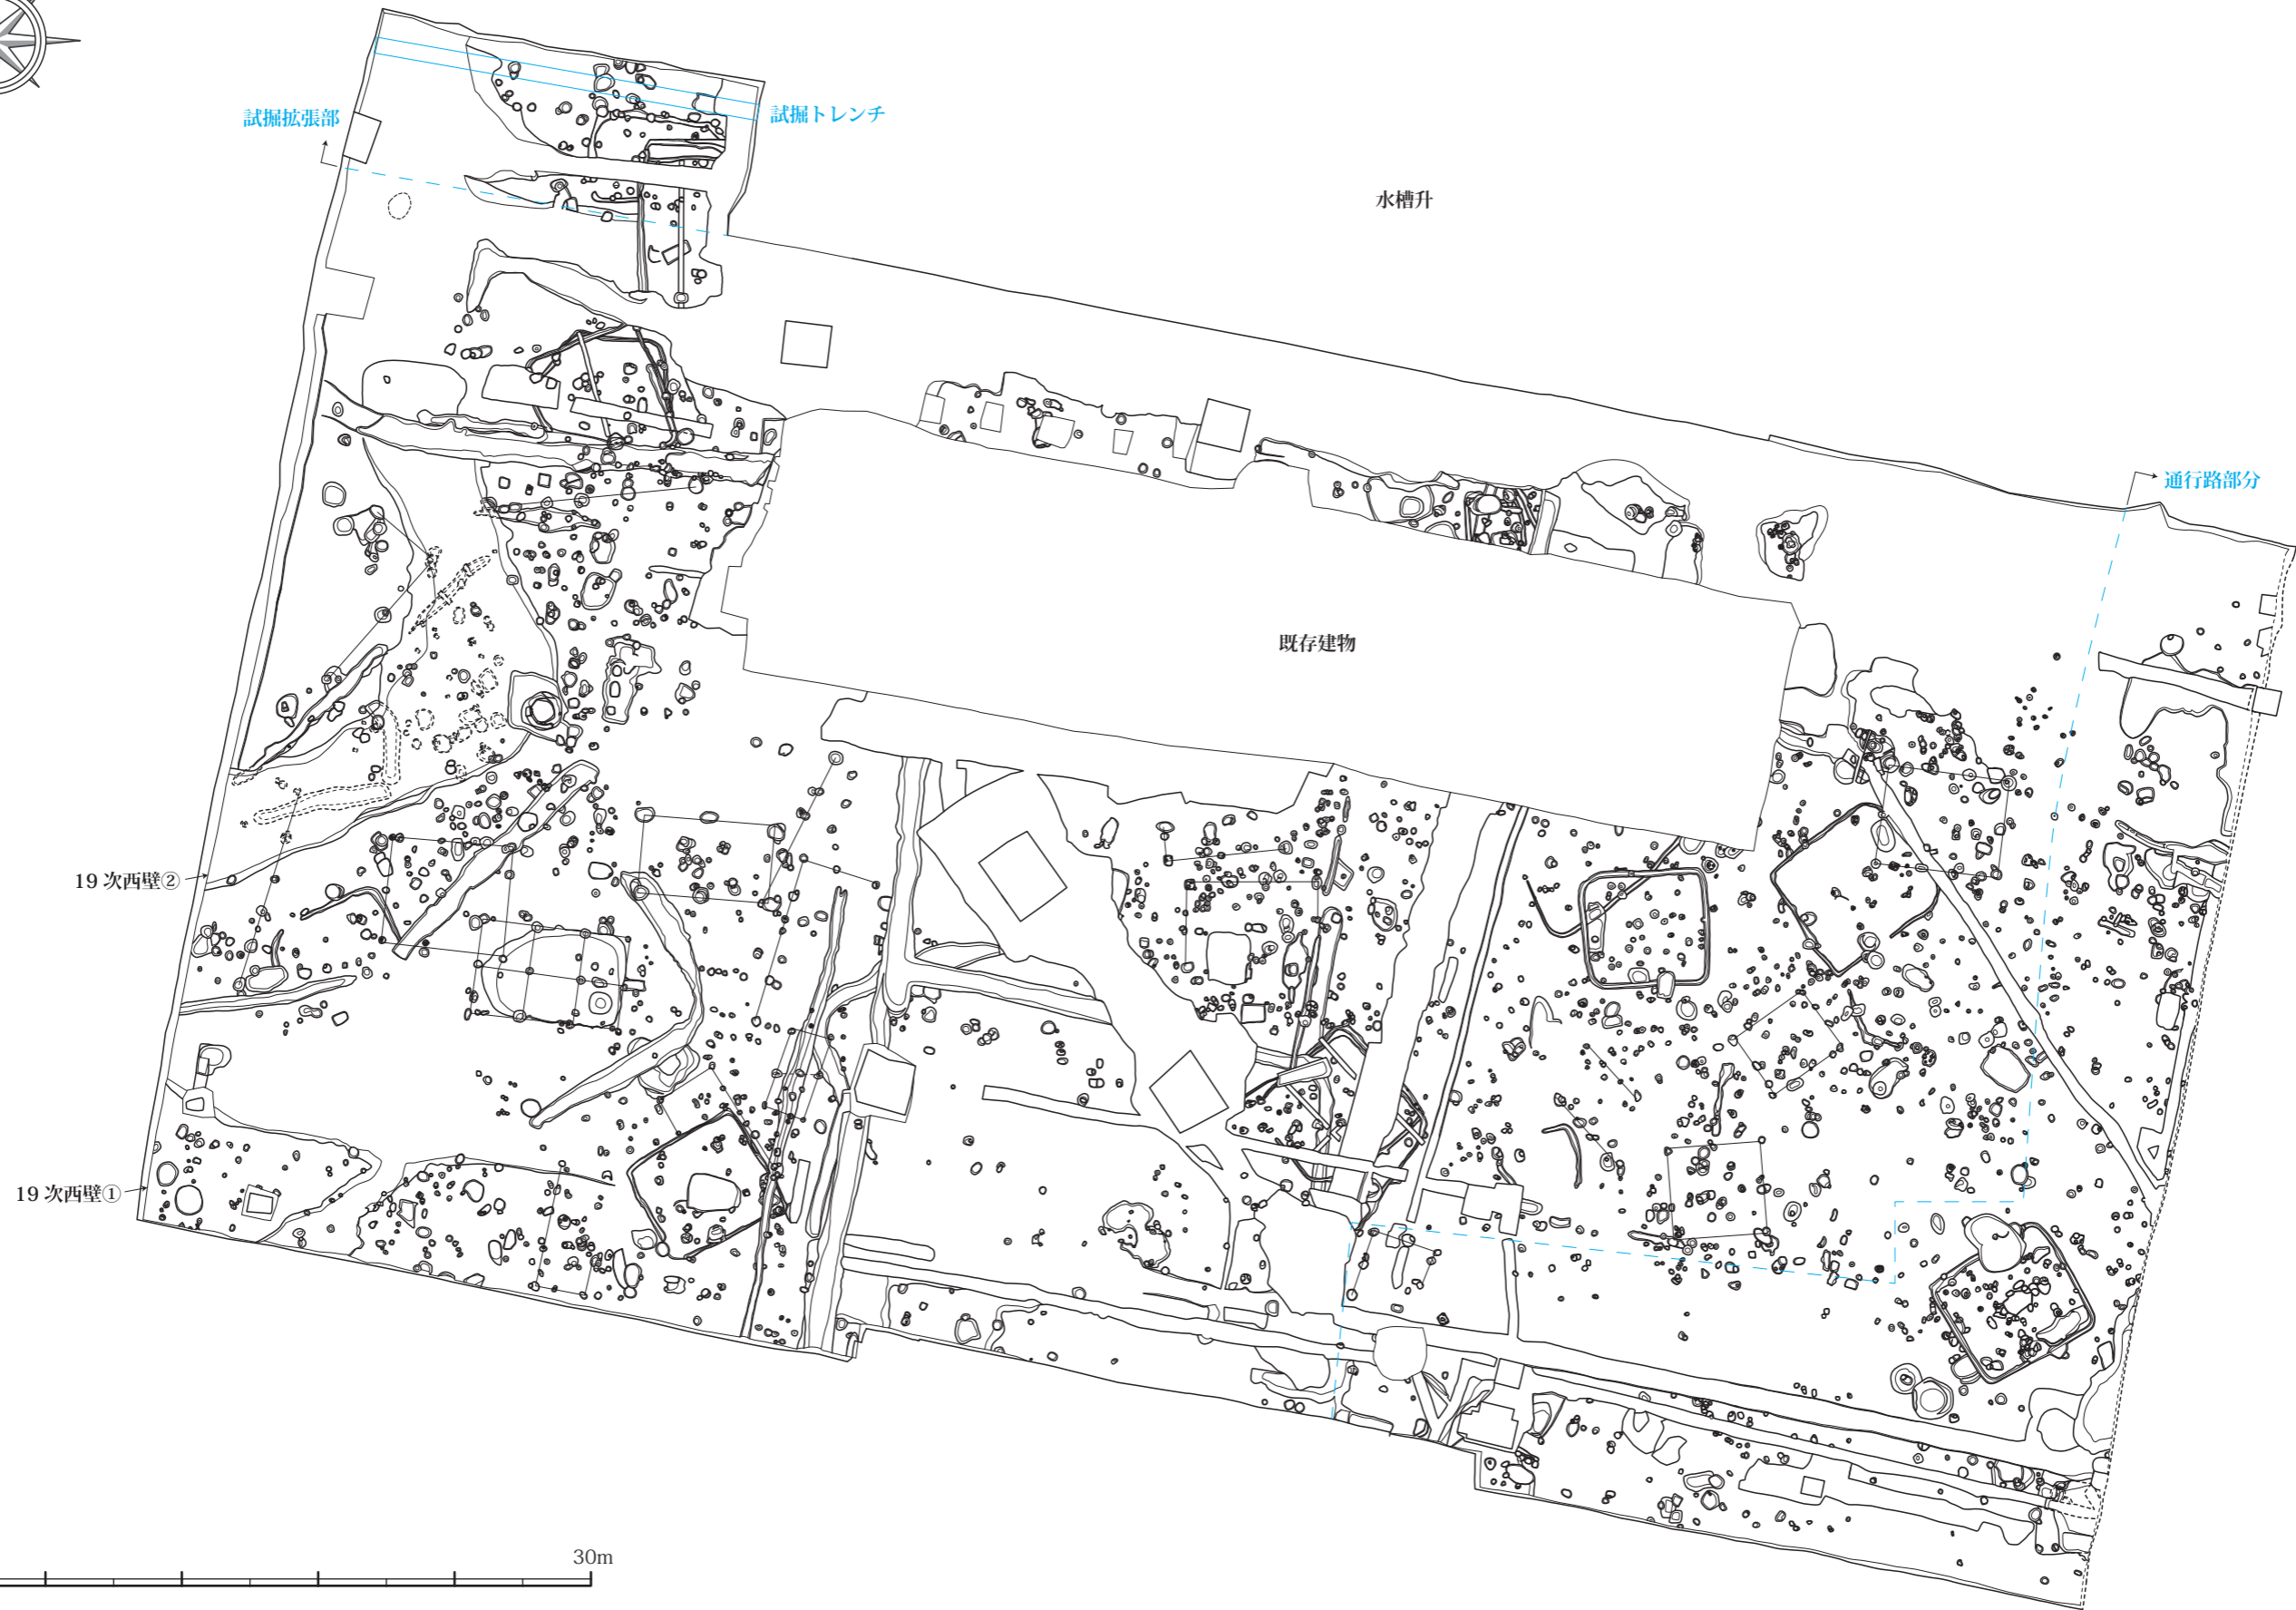 試掘拡張部
試掘トレンチ
水槽升
通行路部分
既存建物
19 次西壁②
19 次西壁①
30m